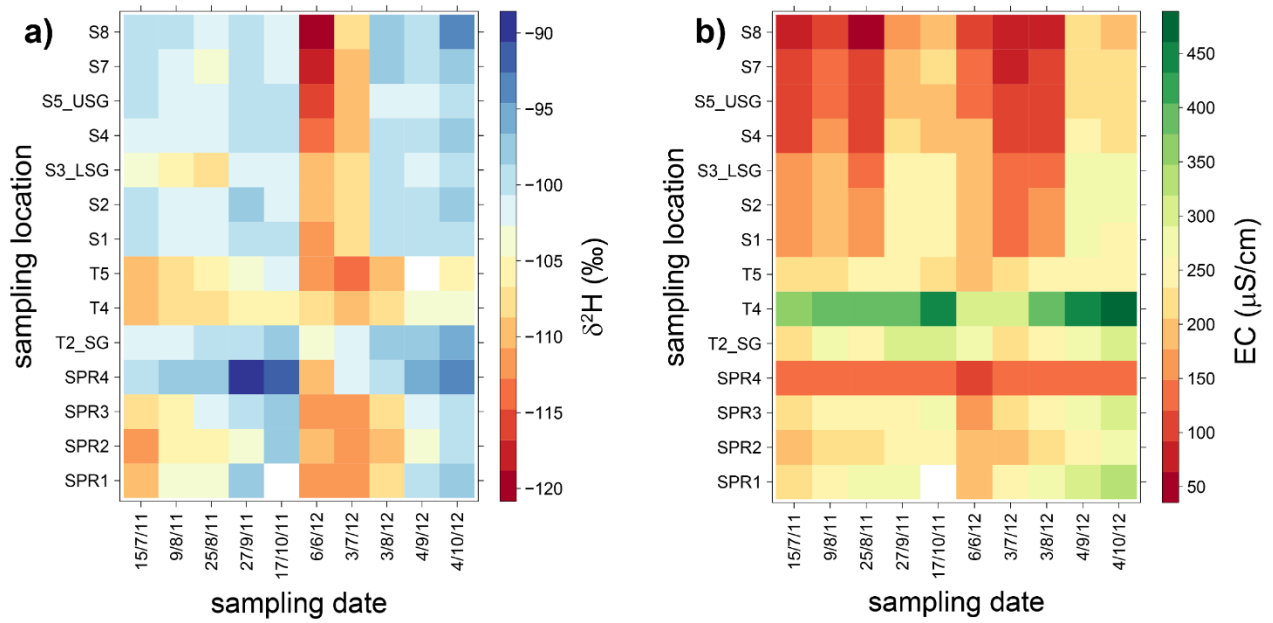 a)
S8
S7
S5_USG
S4
S3_LSG
S2
S1
T5
T4
T2_SG
SPR4
SPR3
SPR2
SPR1
sampling location
15/7/11
9/8/11
25/8/11
27/9/11
17/10/11
6/6/12
3/7/12
3/8/12
4/9/12
4/10/12
sampling date
−90
−95
−100
−105
−110
−115
−120
δ²H (‰)
b)
S8
S7
S5_USG
S4
S3_LSG
S2
S1
T5
T4
T2_SG
SPR4
SPR3
SPR2
SPR1
sampling location
15/7/11
9/8/11
25/8/11
27/9/11
17/10/11
6/6/12
3/7/12
3/8/12
4/9/12
4/10/12
sampling date
450
400
350
300
250
200
150
100
50
EC (μS/cm)